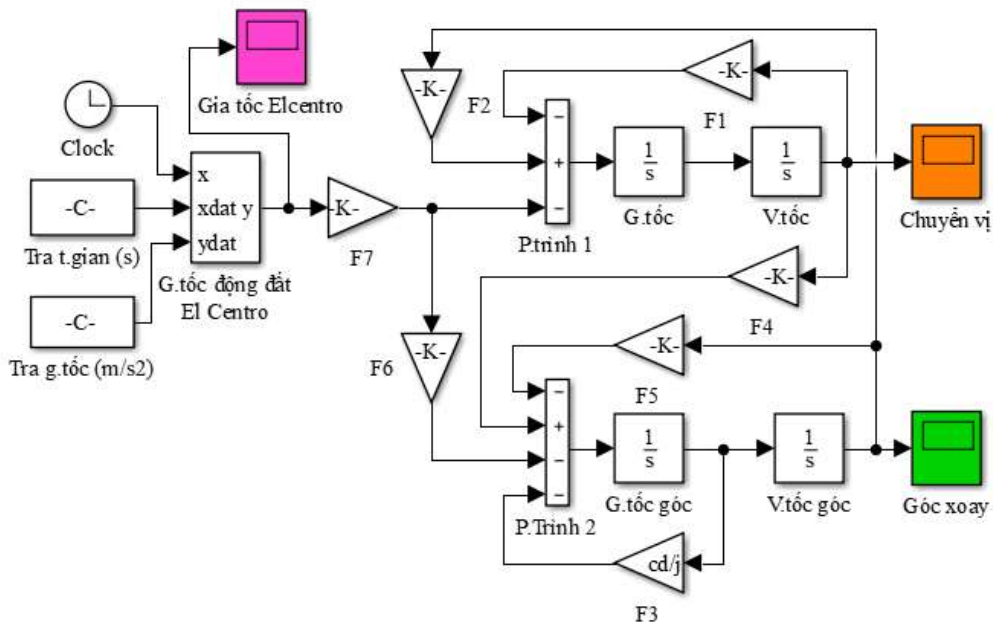 Gia tốc Elcentro
Clock
-C-
Tra t.gian (s)
-C-
Tra g.tốc (m/s2)
x
xdat y
ydat
G.tốc động đất
El Centro
-K-
F7
-K-
F2
-K-
F1
−
+
−
P.trình 1
1
s
G.tốc
1
s
V.tốc
Chuyển vị
-K-
F4
-K-
F6
-K-
F5
−
+
−
−
P.Trình 2
1
s
G.tốc góc
1
s
V.tốc góc
Góc xoay
cd/j
F3